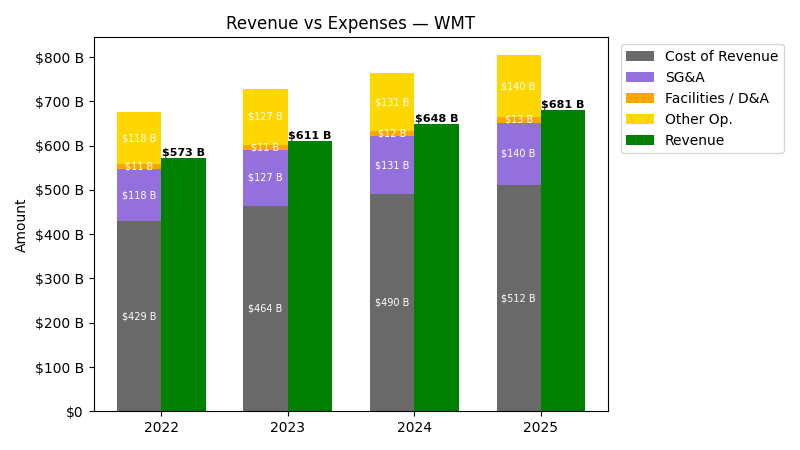 Revenue vs Expenses — WMT
Amount
$800 B
$700 B
$600 B
$500 B
$400 B
$300 B
$200 B
$100 B
$0
$118 B
$11 B
$118 B
$429 B
$573 B
$127 B
$11 B
$127 B
$464 B
$611 B
$131 B
$12 B
$131 B
$490 B
$648 B
$140 B
$13 B
$140 B
$512 B
$681 B
2022
2023
2024
2025
Cost of Revenue
SG&A
Facilities / D&A
Other Op.
Revenue